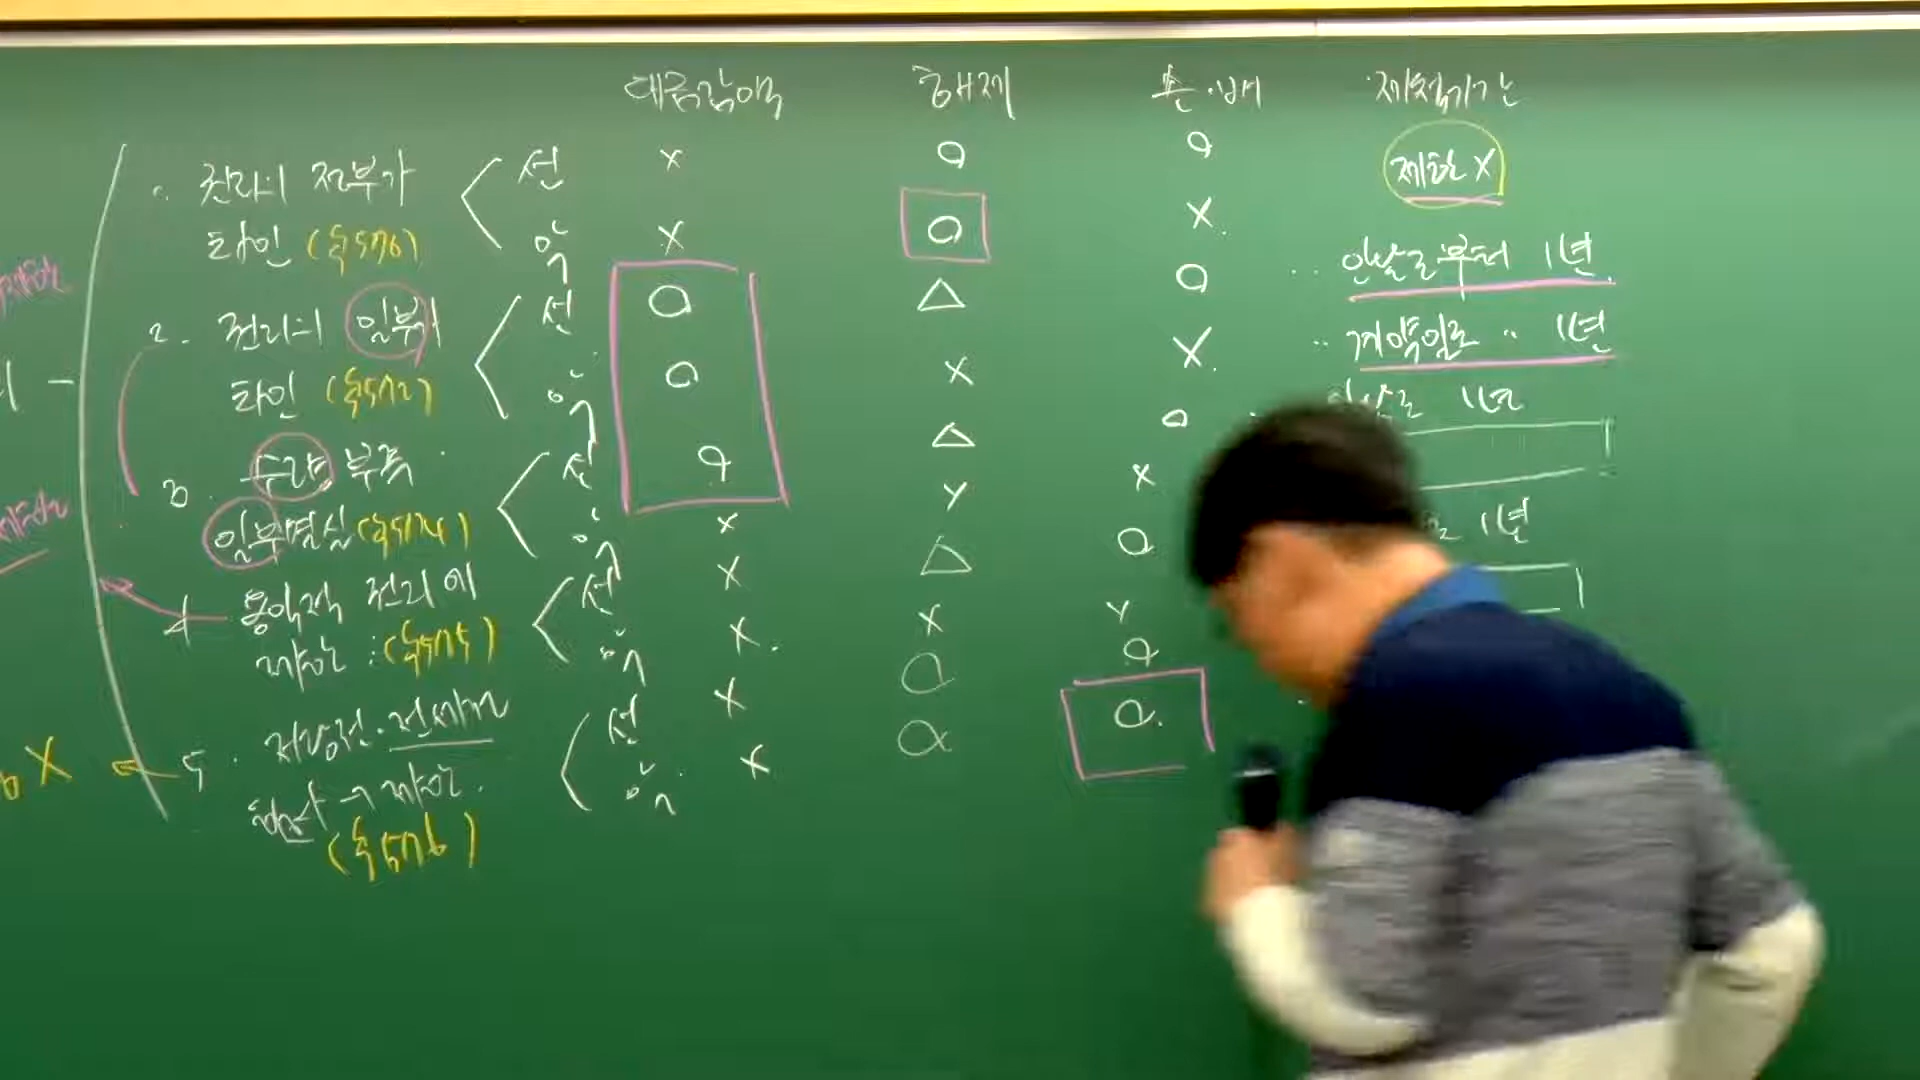 대금감액 해제 손·배 제척기간
1. 권리의 전부가 < 선 X O O 제한 X
타인 (§570) 악 X O X.
2. 권리의 일부가 < 선 O △ O ·· 안날로부터 1년.
타인 (§572) 악 O X X. ·· 계약일로 ·· 1년
3. 수량 부족 < 선 O △ O 안날로 1년
일부멸실 (§574) 악 X X X
4 용익적 권리에 < 선 X △ O 1년
제한 : (§575) 악 X. X X
5. 저당권·전세권 < 선 X O O
행사 → 제한. 악 X O.
(§576)
X